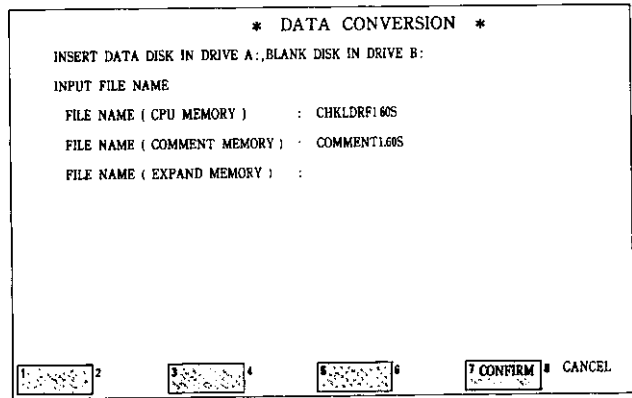 * DATA CONVERSION *
INSERT DATA DISK IN DRIVE A:,BLANK DISK IN DRIVE B:
INPUT FILE NAME
FILE NAME ( CPU MEMORY ) : CHKLDRF1.60S
FILE NAME ( COMMENT MEMORY ) : COMMENT1.60S
FILE NAME ( EXPAND MEMORY ) :
1 2 3 4 5 6 7 CONFIRM 8 CANCEL